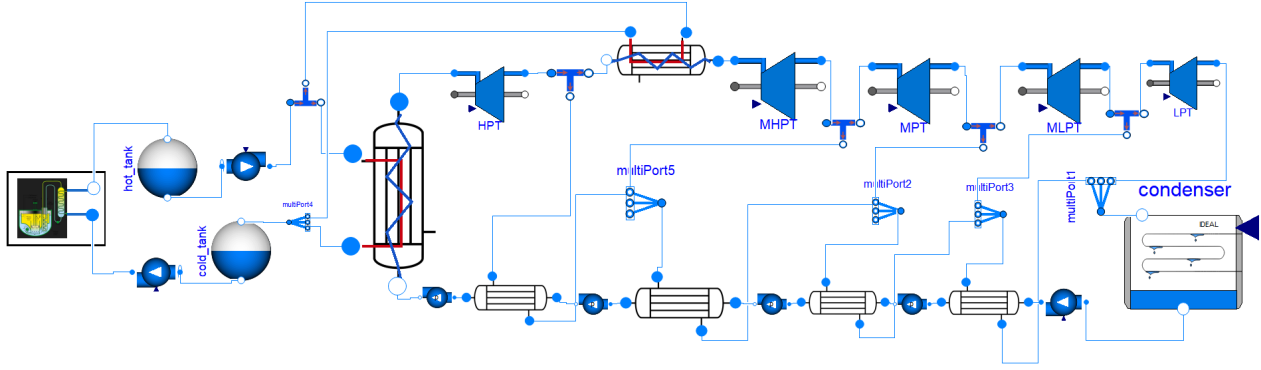 HPT
MHPT
MPT
MLPT
LPT
hot_tank
multiPort4
cold_tank
multiPort5
multiPort2
multiPort3
multiPort1
condenser
IDEAL